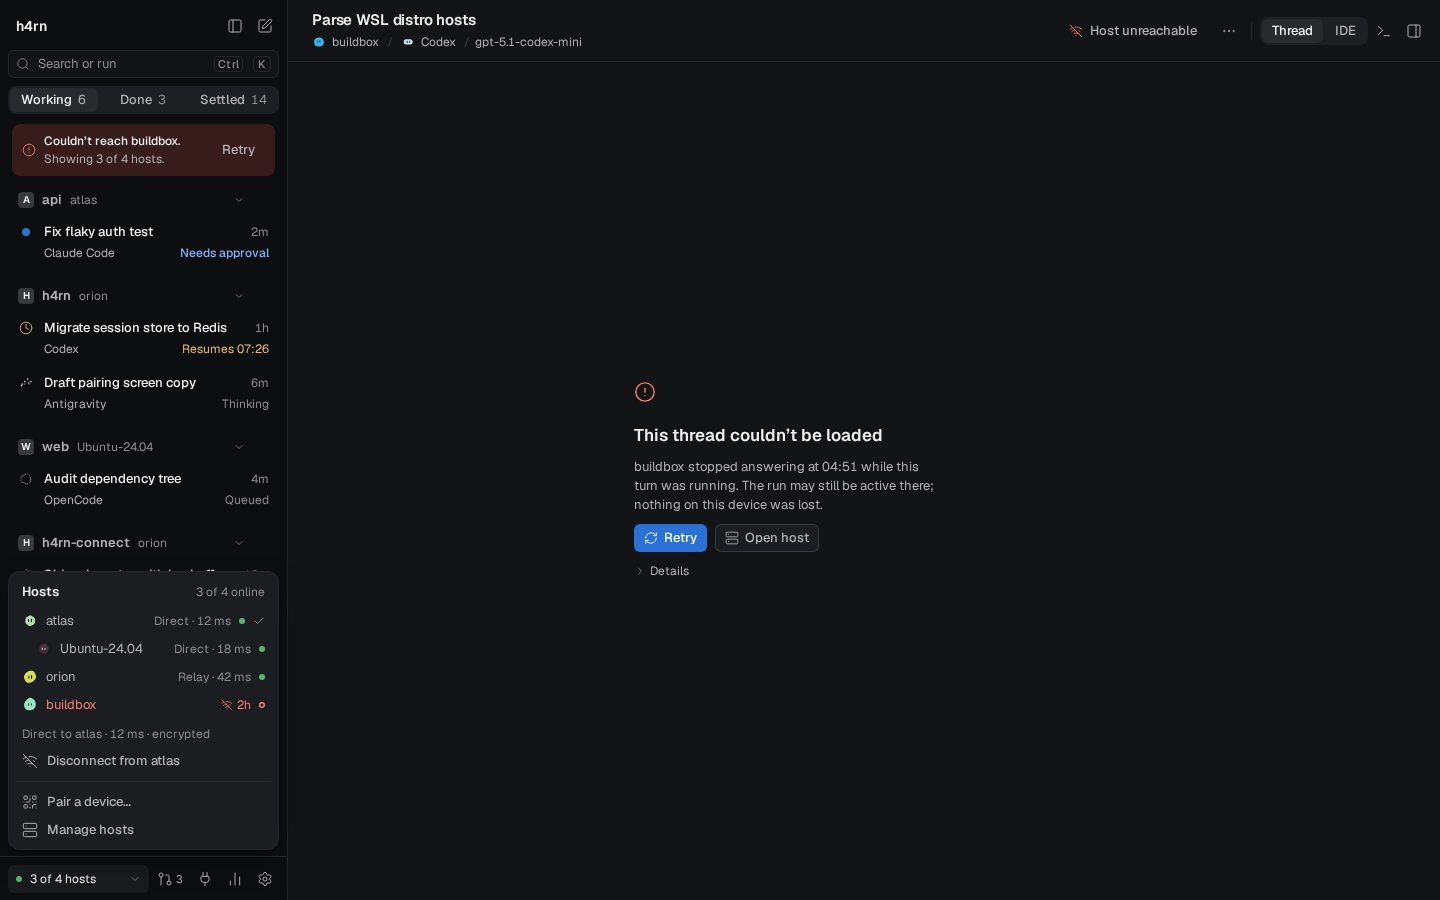 h4rn
Search or run Ctrl K
Working 6 Done 3 Settled 14
Couldn't reach buildbox.
Showing 3 of 4 hosts.
Retry
A api atlas
Fix flaky auth test 2m
Claude Code Needs approval
H h4rn orion
Migrate session store to Redis 1h
Codex Resumes 07:26
Draft pairing screen copy 6m
Antigravity Thinking
W web Ubuntu-24.04
Audit dependency tree 4m
OpenCode Queued
H h4rn-connect orion
Hosts 3 of 4 online
atlas Direct · 12 ms
Ubuntu-24.04 Direct · 18 ms
orion Relay · 42 ms
buildbox 2h
Direct to atlas · 12 ms · encrypted
Disconnect from atlas
Pair a device…
Manage hosts
3 of 4 hosts 3
Parse WSL distro hosts
buildbox / Codex / gpt-5.1-codex-mini
Host unreachable
Thread IDE
This thread couldn't be loaded
buildbox stopped answering at 04:51 while this
turn was running. The run may still be active there;
nothing on this device was lost.
Retry Open host
Details